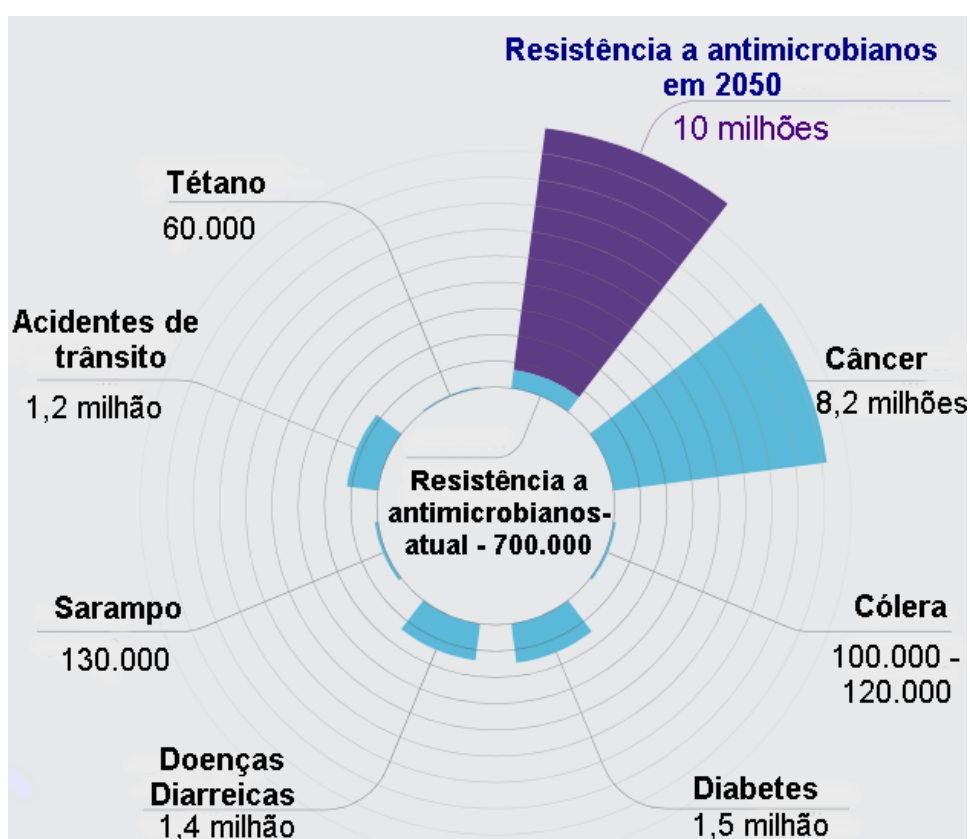 Resistência a antimicrobianos
em 2050
10 milhões
Tétano
60.000
Acidentes de
trânsito
1,2 milhão
Câncer
8,2 milhões
Resistência a
antimicrobianos-
atual - 700.000
Sarampo
130.000
Cólera
100.000 -
120.000
Doenças
Diarreicas
1,4 milhão
Diabetes
1,5 milhão